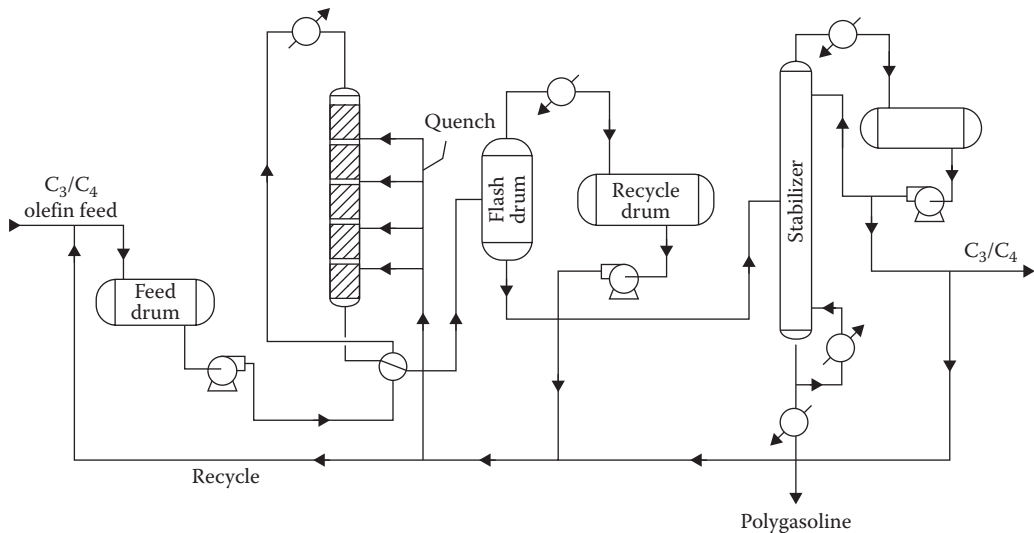 Quench
C₃/C₄
olefin feed
Feed
drum
Flash
drum
Recycle
drum
Stabilizer
C₃/C₄
Recycle
Polygasoline